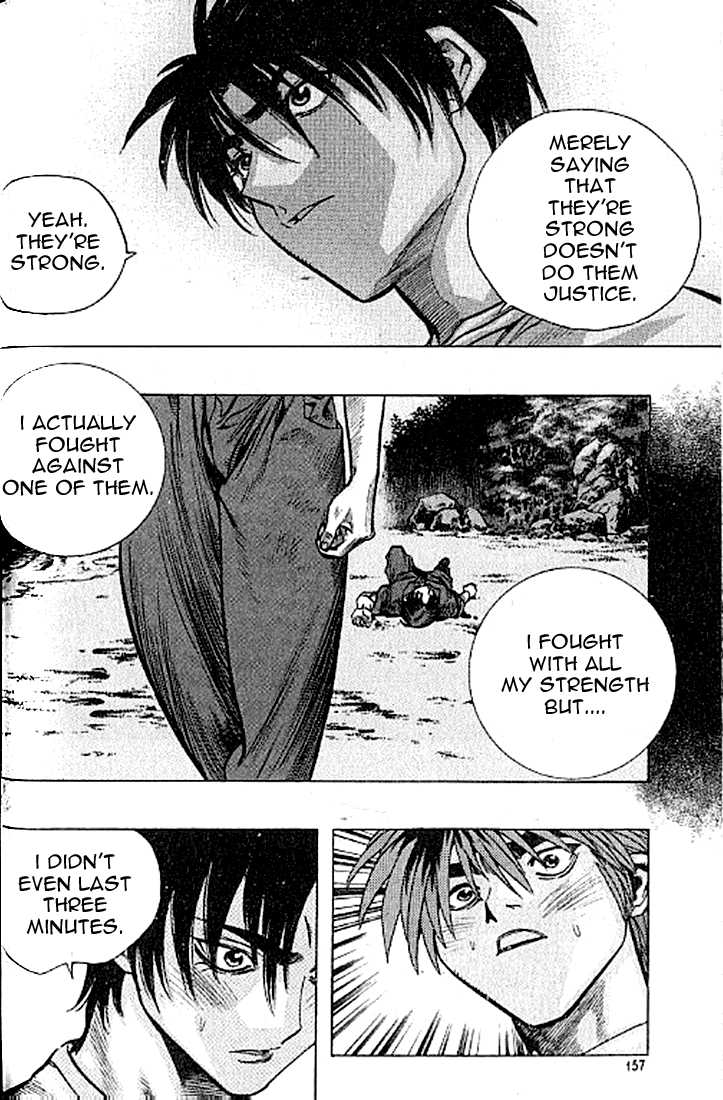 YEAH.
THEY'RE
STRONG.
MERELY
SAYING
THAT
THEY'RE
STRONG
DOESN'T
DO THEM
JUSTICE.
I ACTUALLY
FOUGHT
AGAINST
ONE OF THEM.
I FOUGHT
WITH ALL
MY STRENGTH
BUT....
I DIDN'T
EVEN LAST
THREE
MINUTES.
157